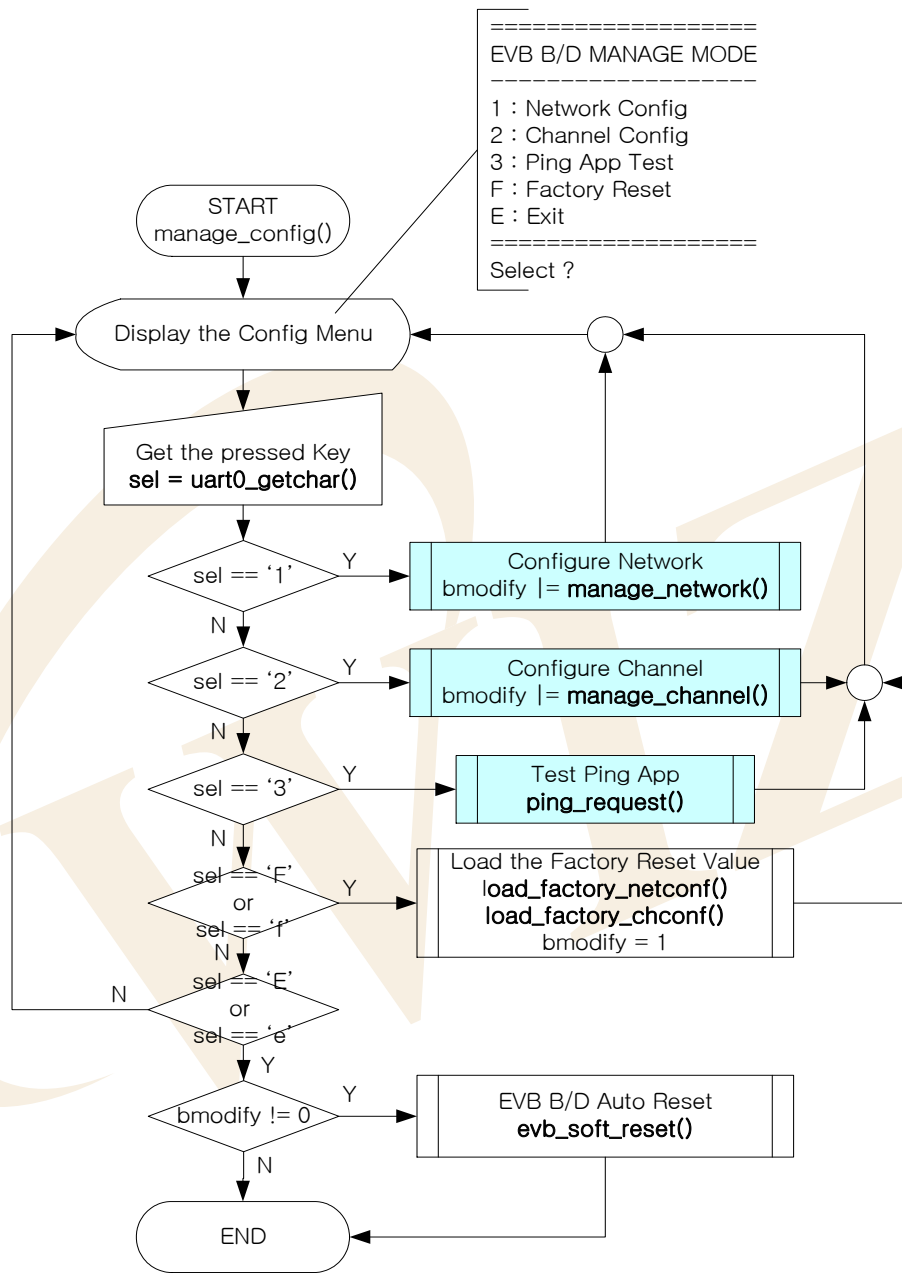 ====================
EVB B/D MANAGE MODE
--------------------
1 : Network Config
2 : Channel Config
3 : Ping App Test
F : Factory Reset
E : Exit
====================
Select ?
START
manage_config()
Display the Config Menu
Get the pressed Key
sel = uart0_getchar()
sel == ‘1’
Y
Configure Network
bmodify |= manage_network()
N
sel == ‘2’
Y
Configure Channel
bmodify |= manage_channel()
N
sel == ‘3’
Y
Test Ping App
ping_request()
N
sel == ‘F’
or
sel == ‘f’
Y
Load the Factory Reset Value
load_factory_netconf()
load_factory_chconf()
bmodify = 1
N
sel == ‘E’
or
sel == ‘e’
N
Y
bmodify != 0
Y
EVB B/D Auto Reset
evb_soft_reset()
N
END